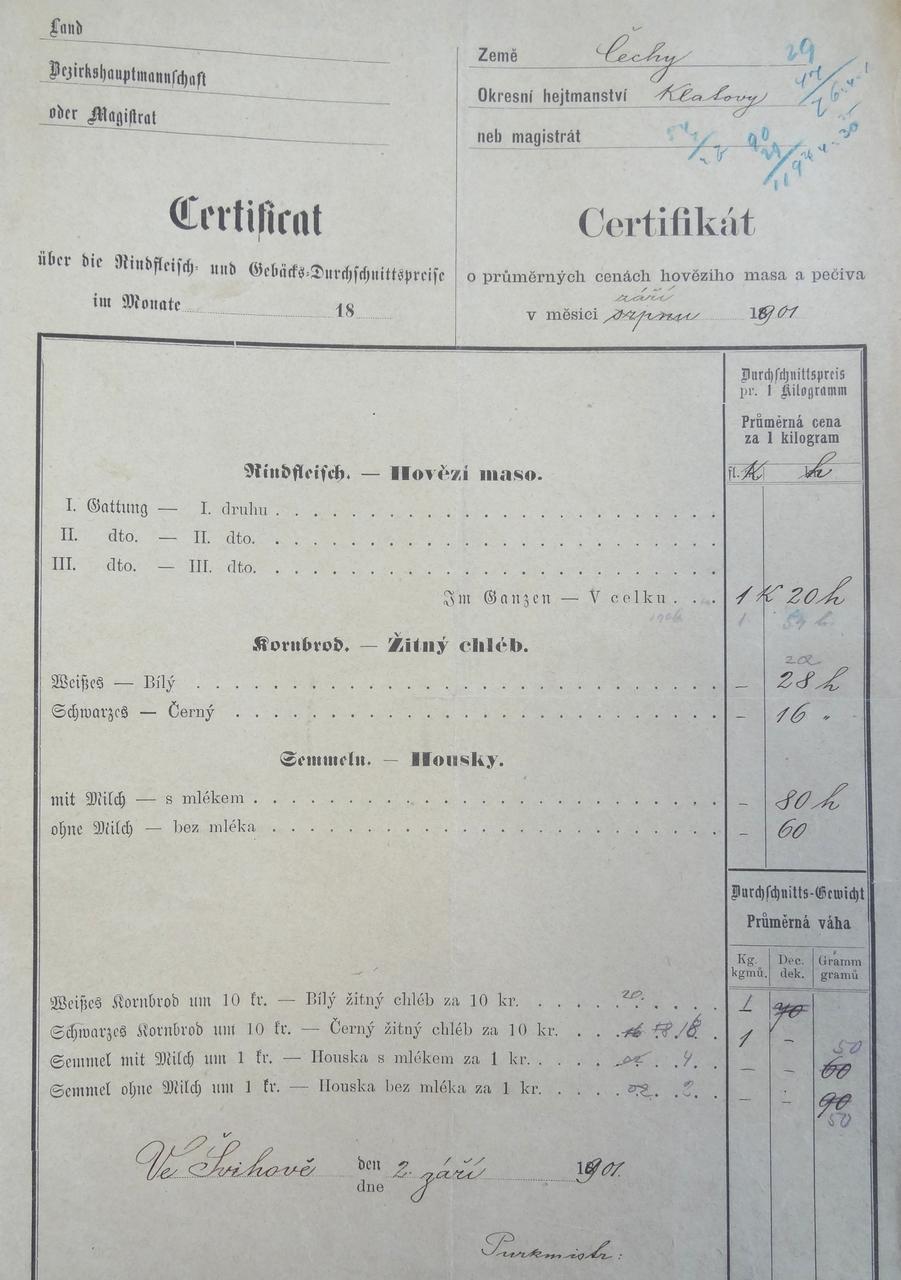 Land
Bezirkshauptmannschaft
oder Magistrat
Certificat
über die Rindfleisch- und Gebäcks-Durchschnittspreise
im Monate 18
Země Čechy
Okresní hejtmanství Klatovy
neb magistrát
29
Certifikát
o průměrných cenách hovězího masa a pečiva
září
v měsíci srpnu 1901
Durchschnittspreis
pr. 1 Kilogramm
Průměrná cena
za 1 kilogram
fl. K h
Rindfleisch. — Hovězí maso.
I. Gattung — I. druhu
II. dto. — II. dto.
III. dto. — III. dto.
Im Ganzen — V celku 1 K 20 h
Kornbrod. — Žitný chléb.
Weißes — Bílý – 28 h
Schwarzes — Černý – 16 "
Semmeln. — Housky.
mit Milch — s mlékem – 80 h
ohne Milch — bez mléka – 60
Durchschnitts-Gewicht
Průměrná váha
Kg. Dec. Gramm
kgmů. dek. gramů
Weißes Kornbrod um 10 kr. — Bílý žitný chléb za 10 kr. 20. 1 70
Schwarzes Kornbrod um 10 kr. — Černý žitný chléb za 10 kr. 16 18 1 –
50
Semmel mit Milch um 1 kr. — Houska s mlékem za 1 kr. 4. – – 60
Semmel ohne Milch um 1 kr. — Houska bez mléka za 1 kr. – – 90
50
Ve Švihově den dne 2. září 1901.
Purkmistr: